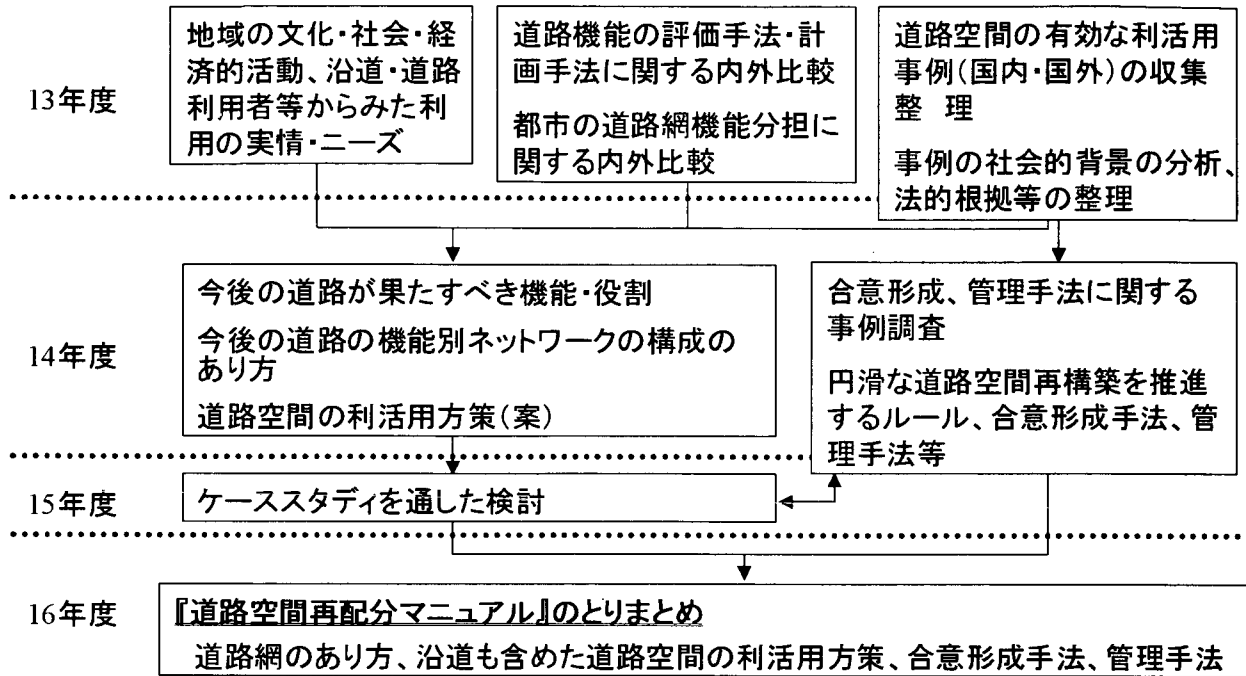 13年度
地域の文化・社会・経
済的活動、沿道・道路
利用者等からみた利
用の実情・ニーズ
道路機能の評価手法・計
画手法に関する内外比較
都市の道路網機能分担に
関する内外比較
道路空間の有効な利活用
事例(国内・国外)の収集
整 理
事例の社会的背景の分析、
法的根拠等の整理
14年度
今後の道路が果たすべき機能・役割
今後の道路の機能別ネットワークの構成の
あり方
道路空間の利活用方策(案)
合意形成、管理手法に関する
事例調査
円滑な道路空間再構築を推進
するルール、合意形成手法、管
理手法等
15年度
ケーススタディを通した検討
16年度
『道路空間再配分マニュアル』のとりまとめ
道路網のあり方、沿道も含めた道路空間の利活用方策、合意形成手法、管理手法